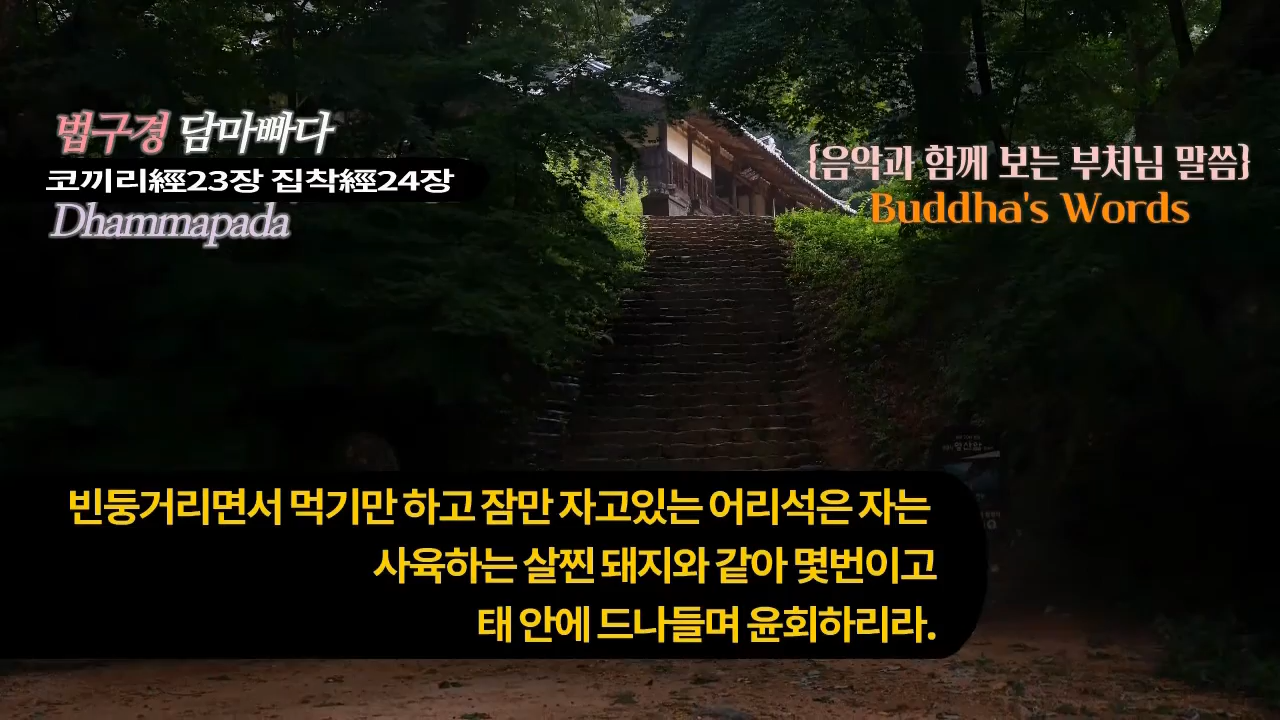 법구경 담마빠다
코끼리經23장 집착經24장
Dhammapada
{음악과 함께 보는 부처님 말씀}
Buddha's Words
빈둥거리면서 먹기만 하고 잠만 자고있는 어리석은 자는
사육하는 살찐 돼지와 같아 몇번이고
태 안에 드나들며 윤회하리라.